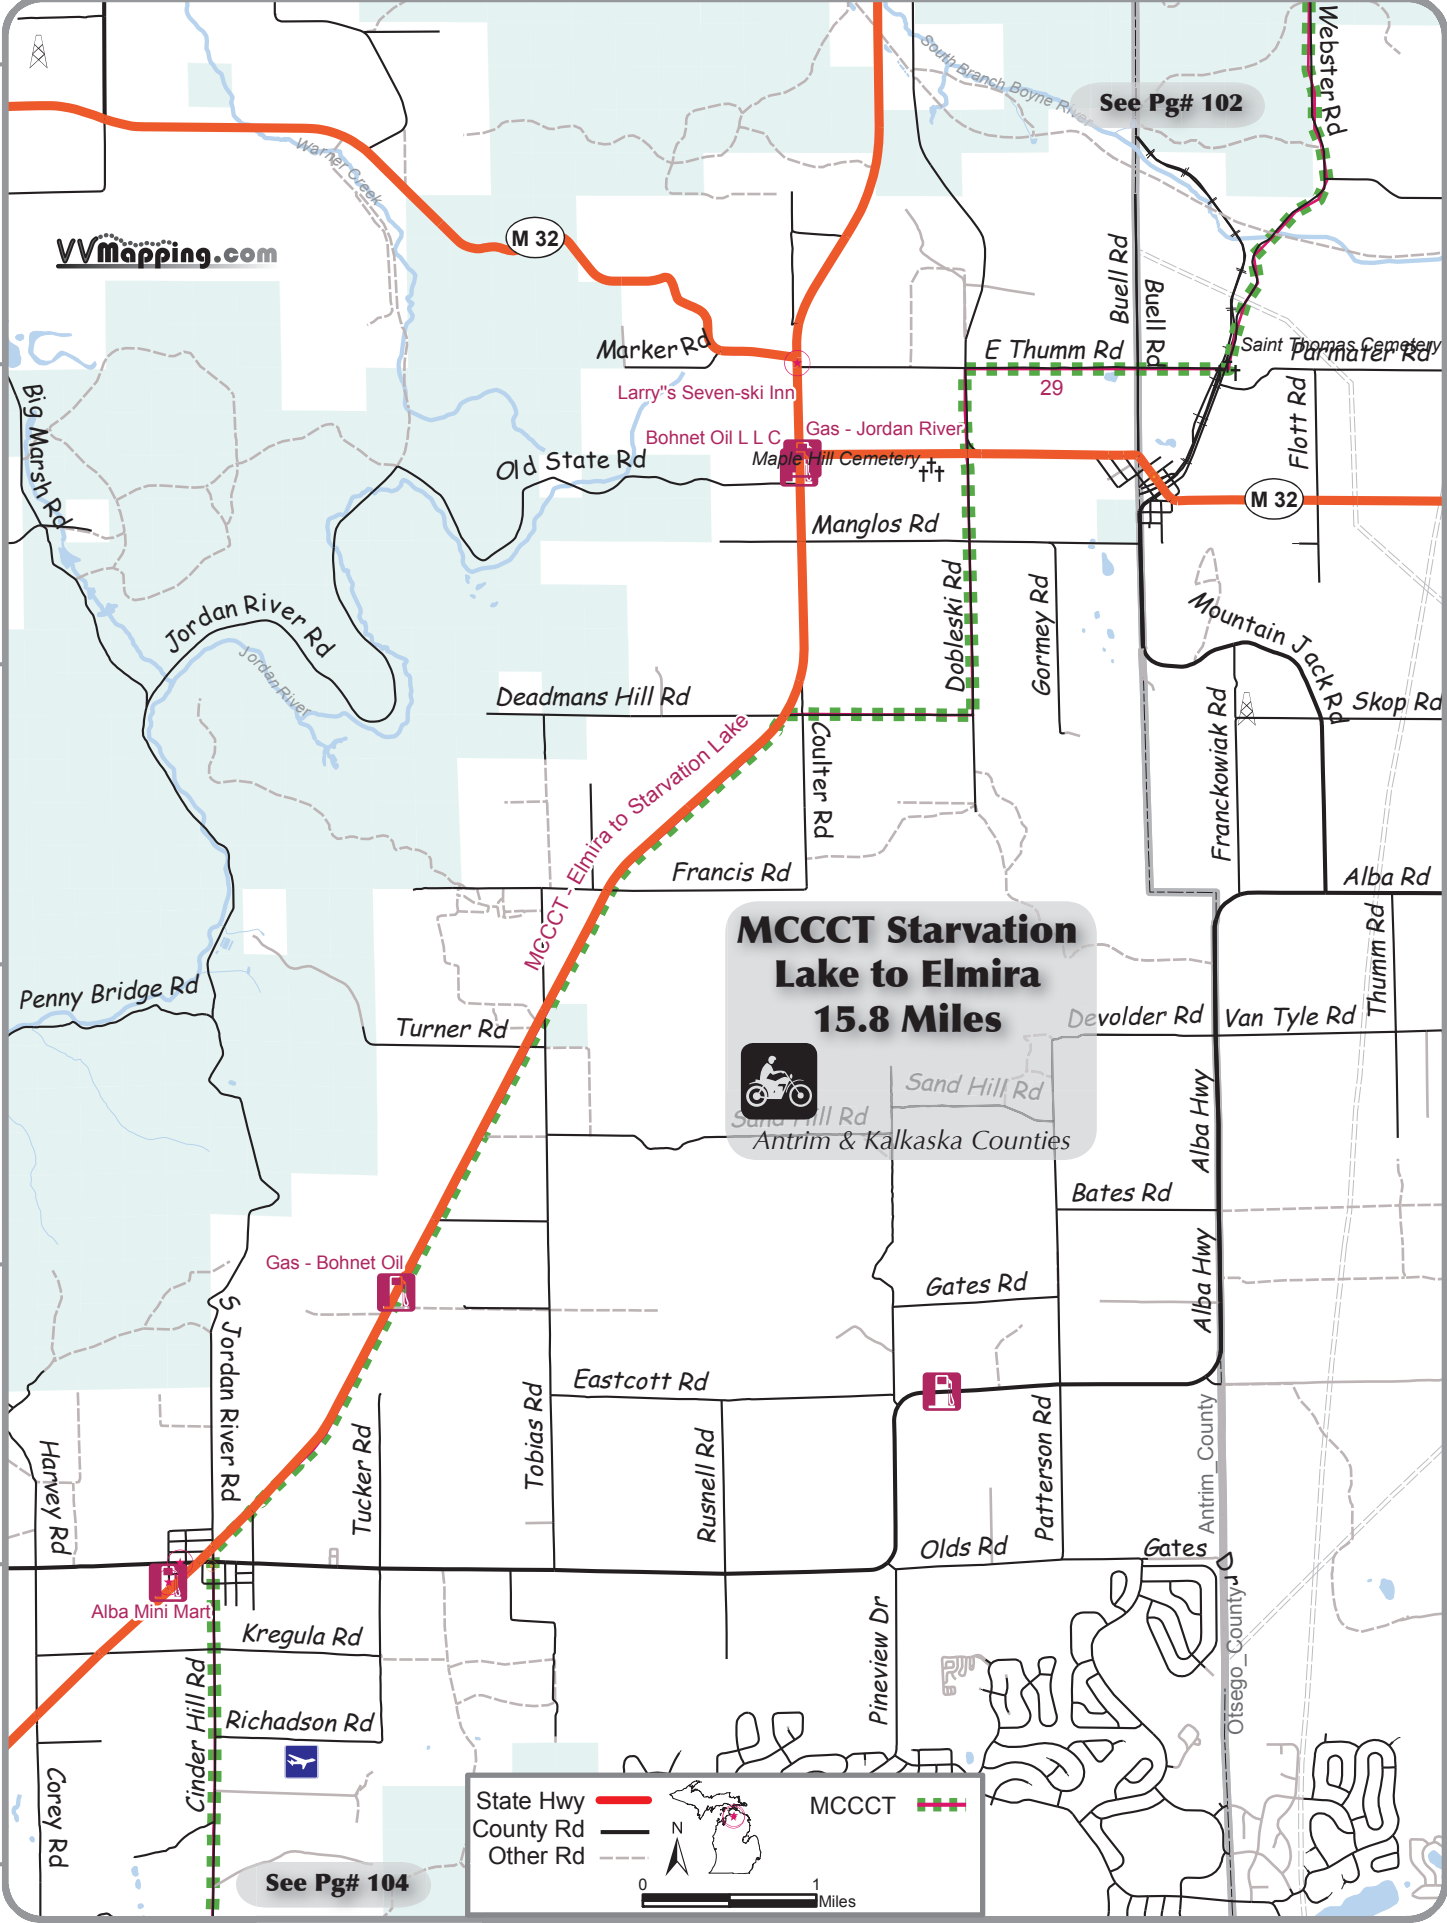 South Branch Boyne River
Webster Rd
See Pg# 102
Warner Creek
M 32
VVMapping.com
Buell Rd
Buell Rd
Marker Rd
E Thumm Rd
Saint Thomas Cemetery
Parmater Rd
29
Larry"s Seven-ski Inn
Big Marsh Rd
Flott Rd
Bohnet Oil L L C
Gas - Jordan River
Maple Hill Cemetery
Old State Rd
M 32
Manglos Rd
Dobleski Rd
Gormey Rd
Mountain Jack Rd
Jordan River Rd
Jordan River
Deadmans Hill Rd
Skop Rd
Franckowiak Rd
Coulter Rd
MCCCT - Elmira to Starvation Lake
Francis Rd
Alba Rd
MCCCT Starvation
Lake to Elmira
15.8 Miles
Thumm Rd
Penny Bridge Rd
Turner Rd
Devolder Rd
Van Tyle Rd
Sand Hill Rd
Sand Hill Rd
Antrim & Kalkaska Counties
Alba Hwy
Bates Rd
Alba Hwy
Gas - Bohnet Oil
Gates Rd
S Jordan River Rd
Eastcott Rd
Tobias Rd
Rusnell Rd
Patterson Rd
Antrim_County
Harvey Rd
Tucker Rd
Olds Rd
Gates Dr
Otsego_County
Alba Mini Mart
Kregula Rd
Pineview Dr
Cinder Hill Rd
Richadson Rd
Corey Rd
State Hwy
County Rd
Other Rd
N
MCCCT
0 1
Miles
See Pg# 104